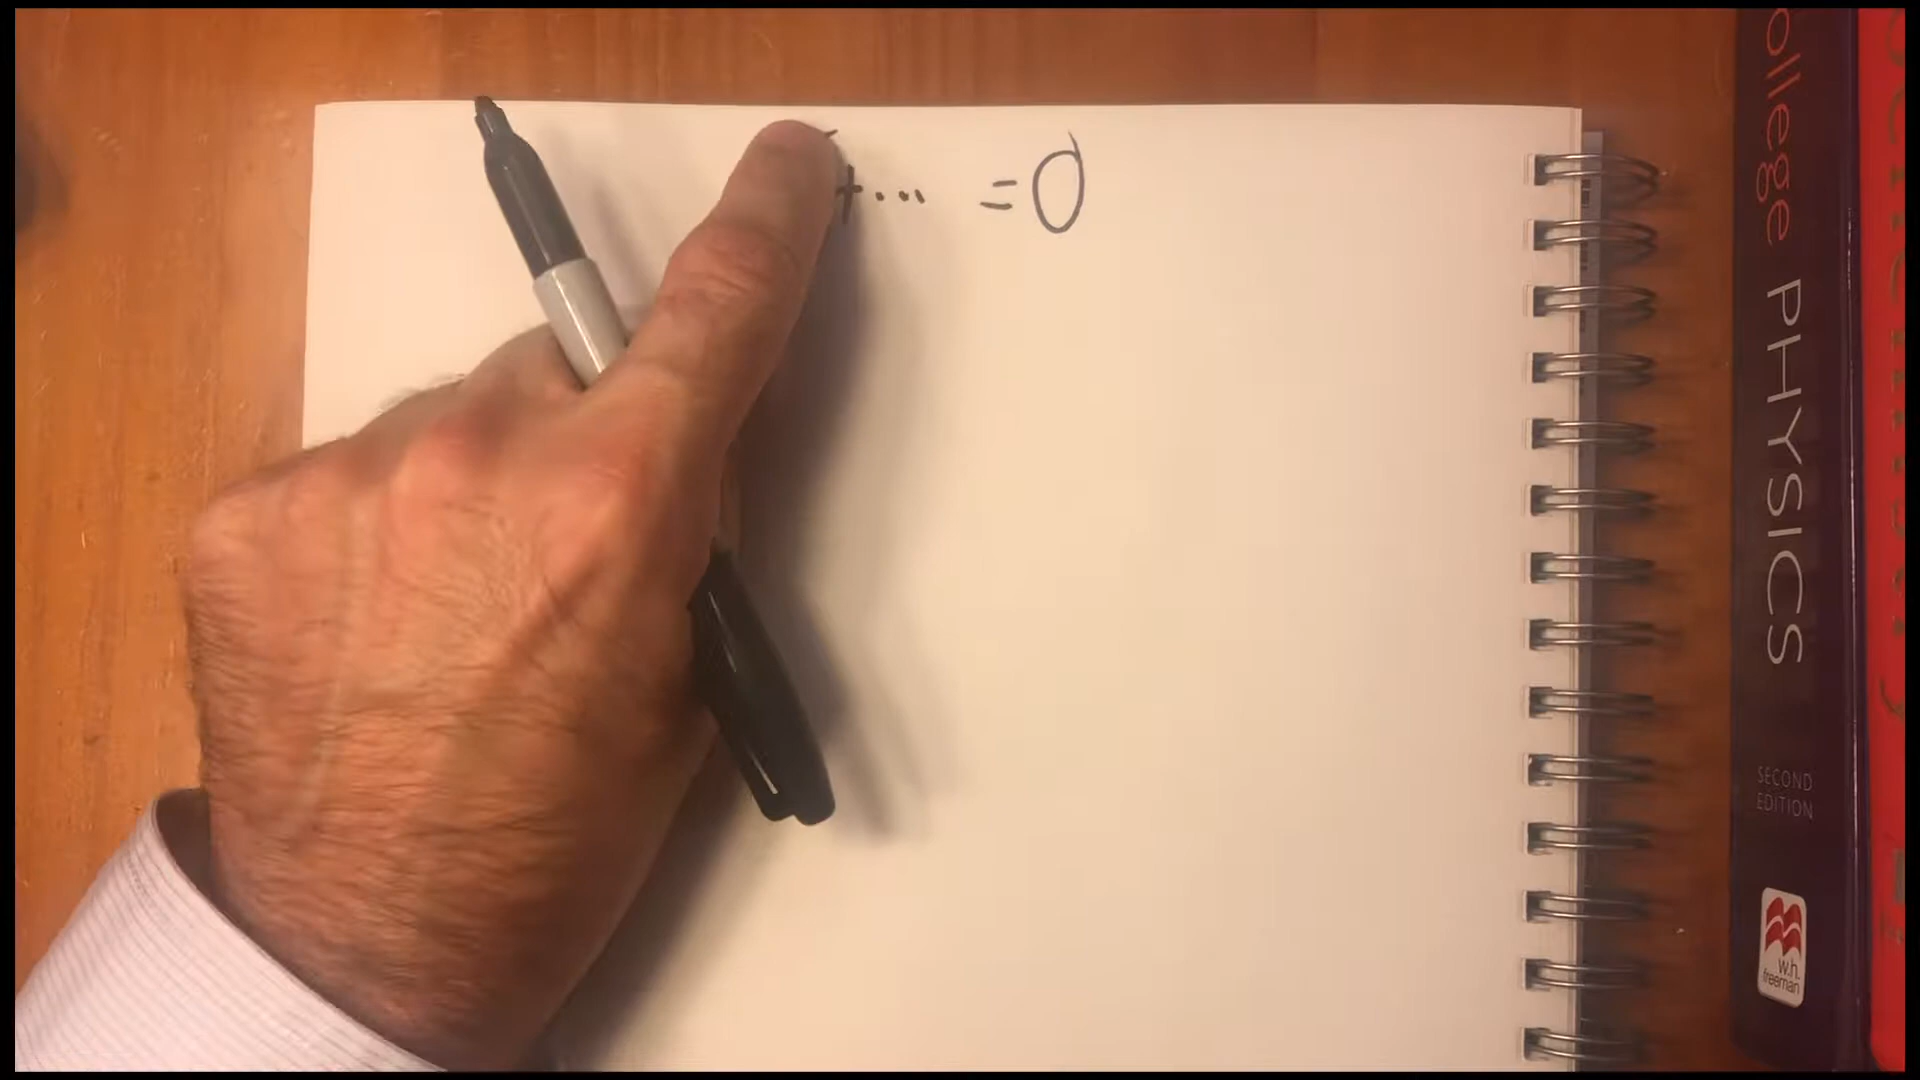 +... =0
ollege PHYSICS
SECOND
EDITION
w.h.
freeman